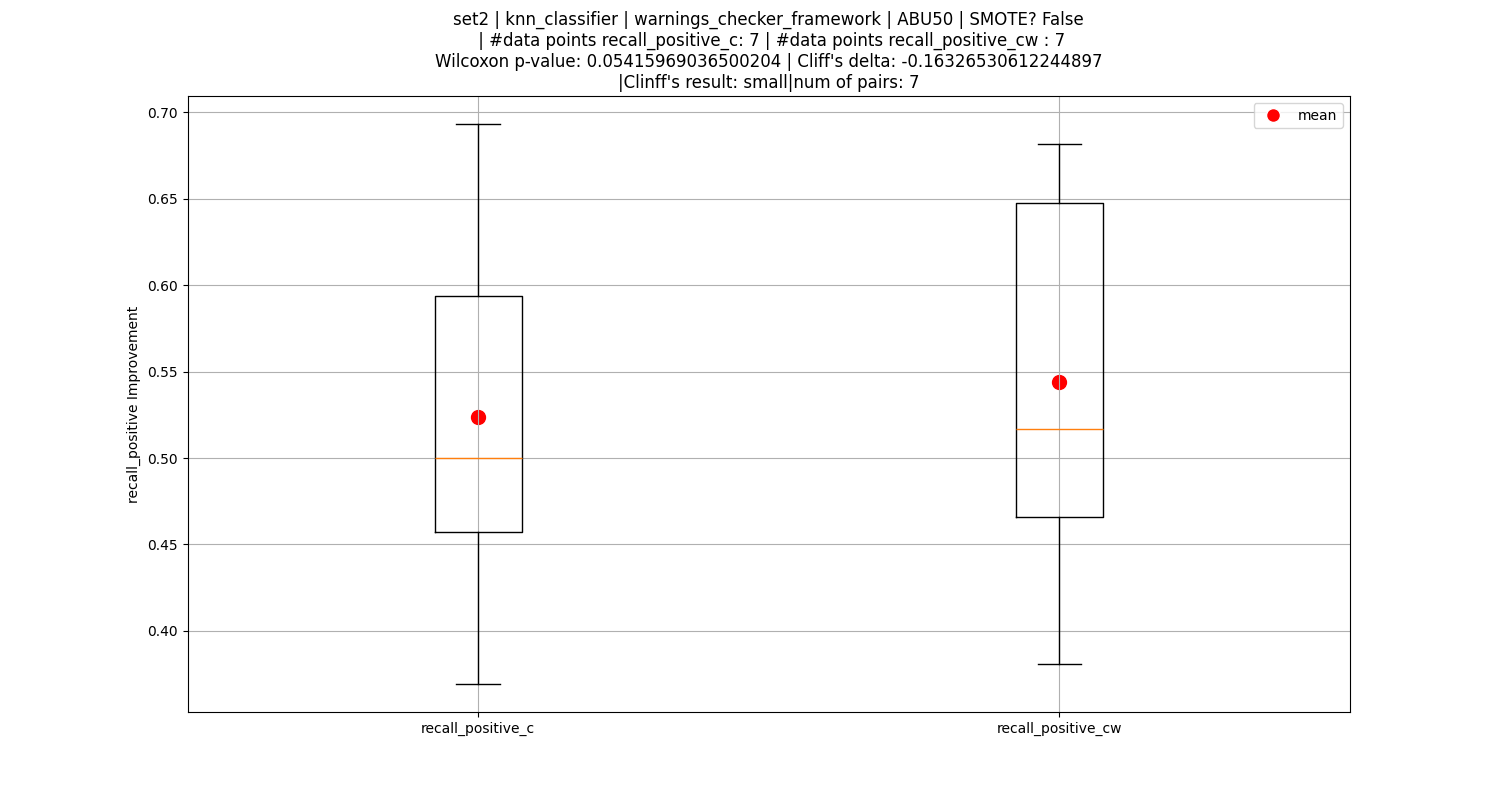 set2 | knn_classifier | warnings_checker_framework | ABU50 | SMOTE? False
| #data points recall_positive_c: 7 | #data points recall_positive_cw : 7
Wilcoxon p-value: 0.05415969036500204 | Cliff's delta: -0.16326530612244897
|Clinff's result: small|num of pairs: 7
mean
0.70
0.65
0.60
0.55
0.50
0.45
0.40
recall_positive Improvement
recall_positive_c
recall_positive_cw